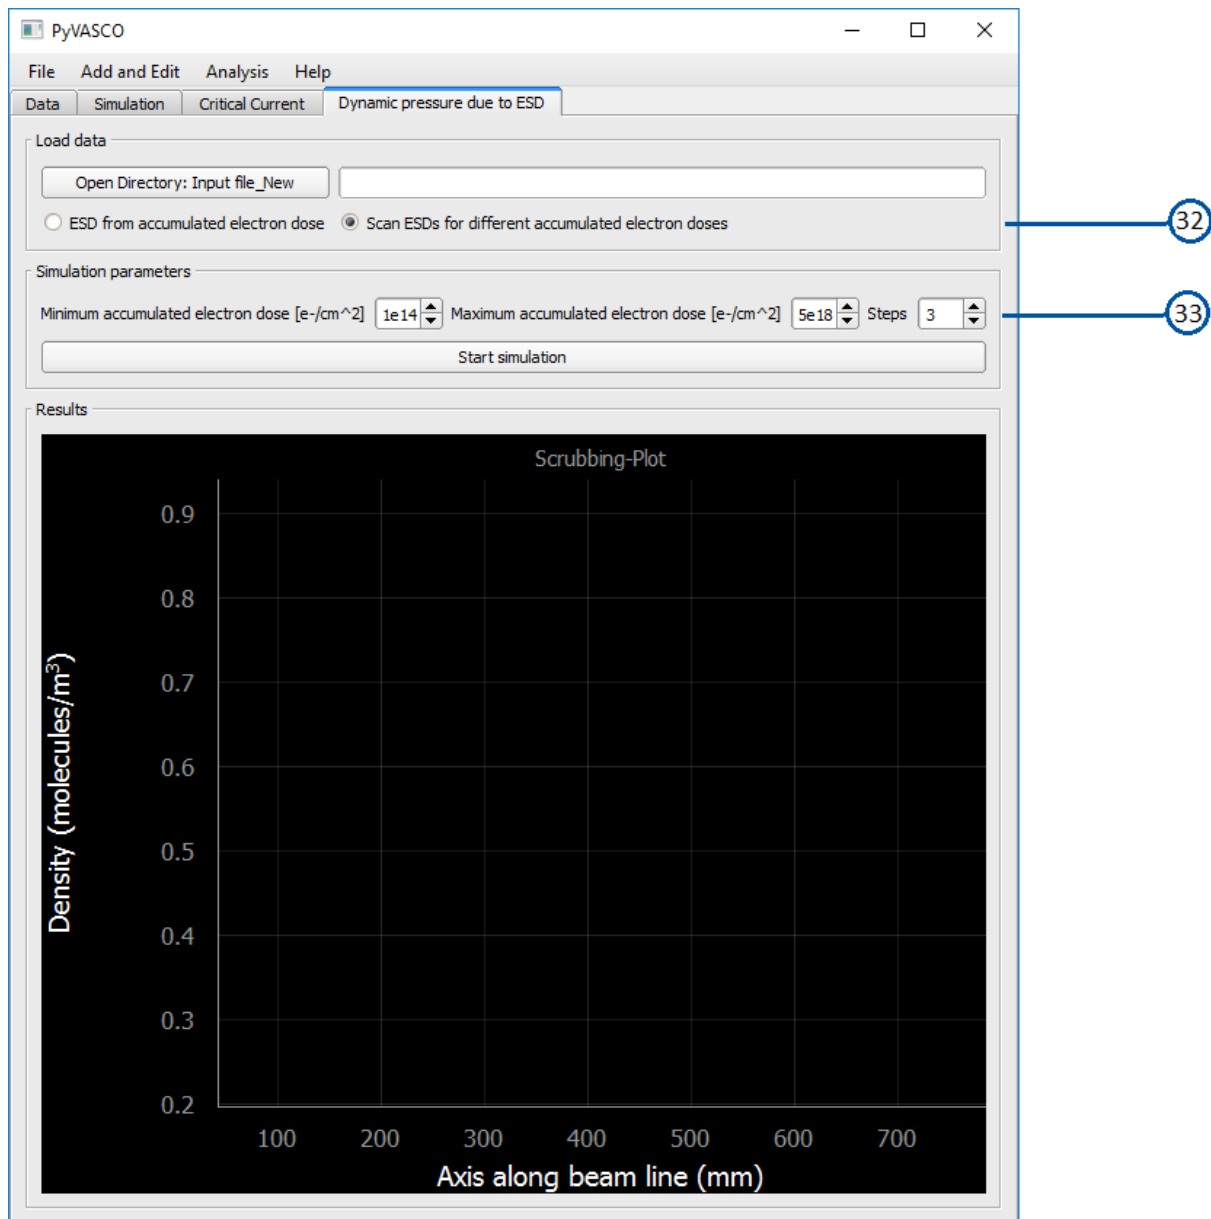 PyVASCO
File Add and Edit Analysis Help
Data Simulation Critical Current Dynamic pressure due to ESD
Load data
Open Directory: Input file_New
ESD from accumulated electron dose Scan ESDs for different accumulated electron doses
32
Simulation parameters
Minimum accumulated electron dose [e-/cm^2] 1e14 Maximum accumulated electron dose [e-/cm^2] 5e18 Steps 3
33
Start simulation
Results
Scrubbing-Plot
0.9
0.8
0.7
0.6
0.5
0.4
0.3
0.2
Density (molecules/m³)
100 200 300 400 500 600 700
Axis along beam line (mm)